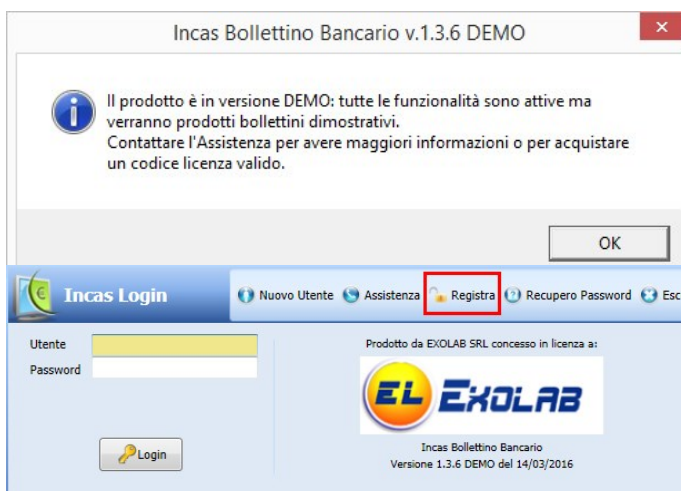 Incas Bollettino Bancario v.1.3.6 DEMO
Il prodotto è in versione DEMO: tutte le funzionalità sono attive ma
verranno prodotti bollettini dimostrativi.
Contattare l'Assistenza per avere maggiori informazioni o per acquistare
un codice licenza valido.
OK
Incas Login
Nuovo Utente Assistenza Registra Recupero Password Esc
Utente
Password
Login
Prodotto da EXOLAB SRL concesso in licenza a:
EL EXOLAB
Incas Bollettino Bancario
Versione 1.3.6 DEMO del 14/03/2016